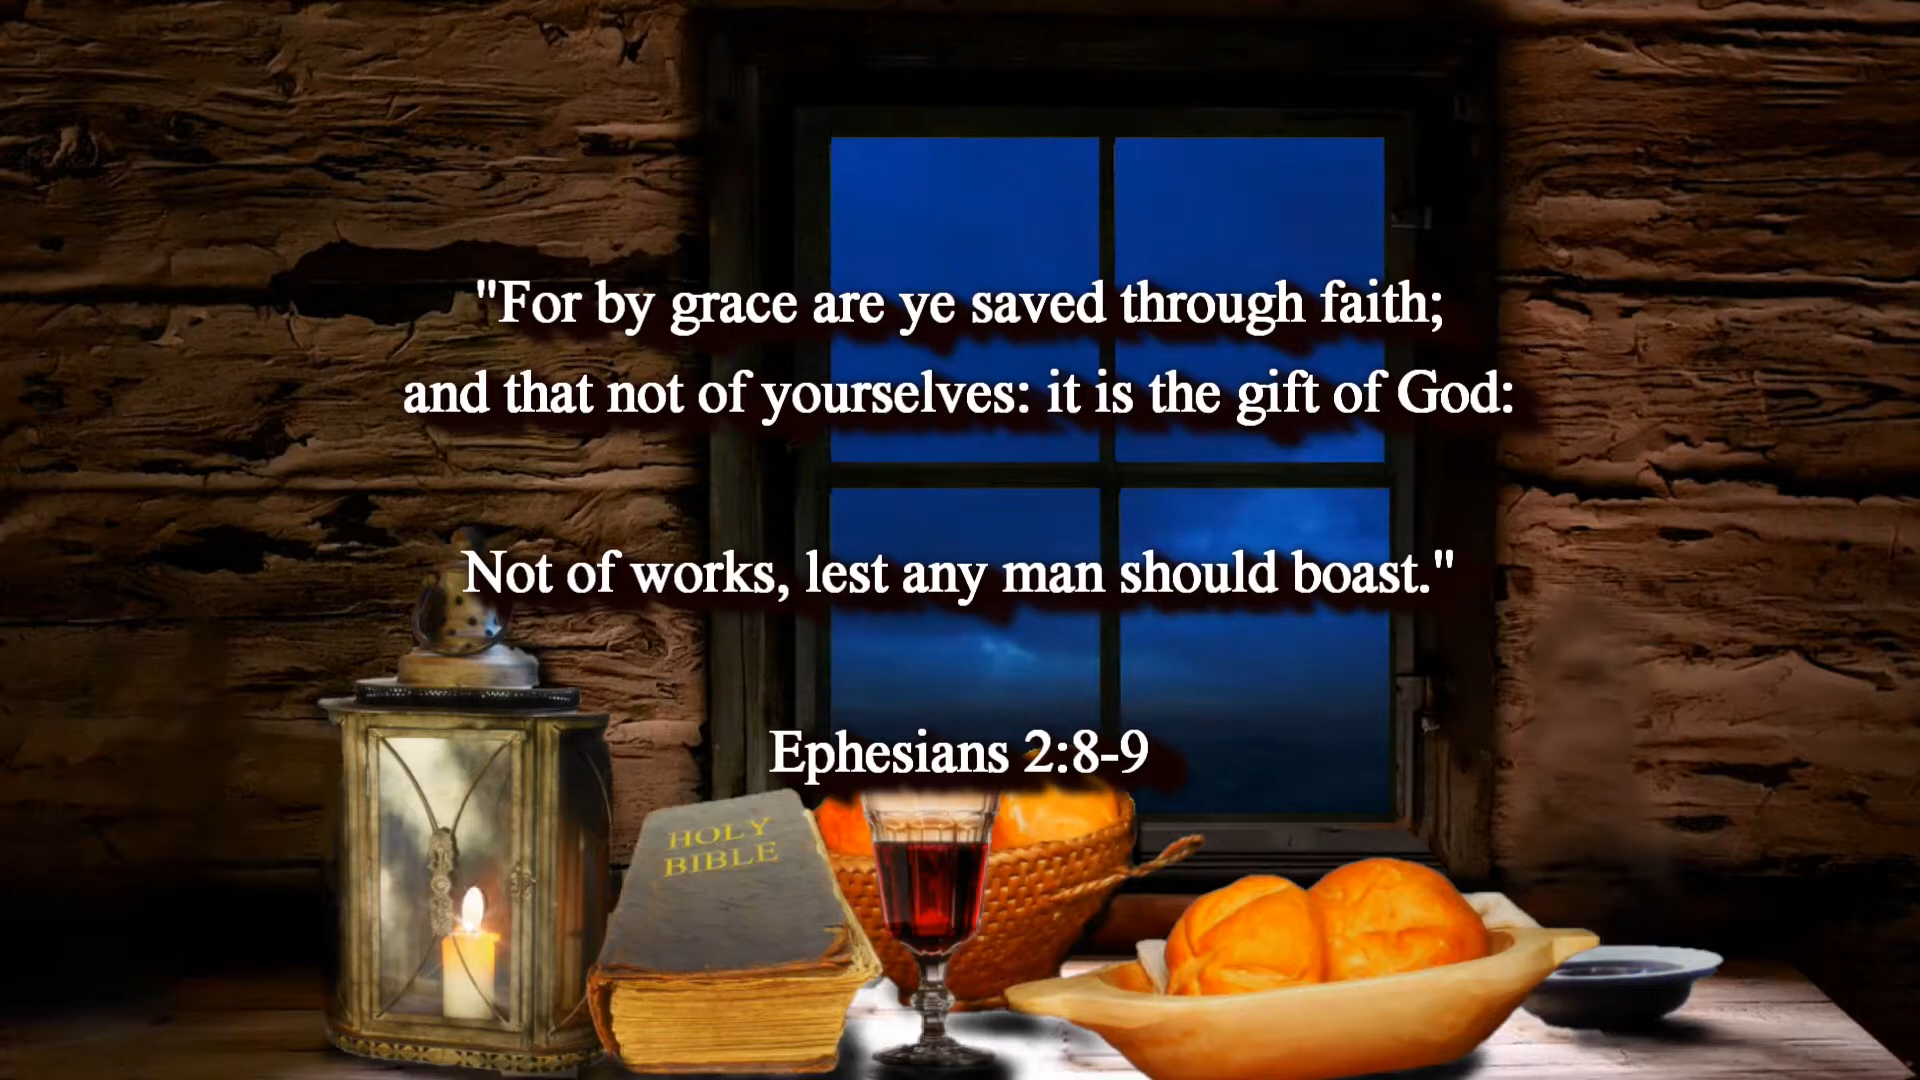 "For by grace are ye saved through faith;
and that not of yourselves: it is the gift of God:
Not of works, lest any man should boast."
Ephesians 2:8-9
HOLY
BIBLE